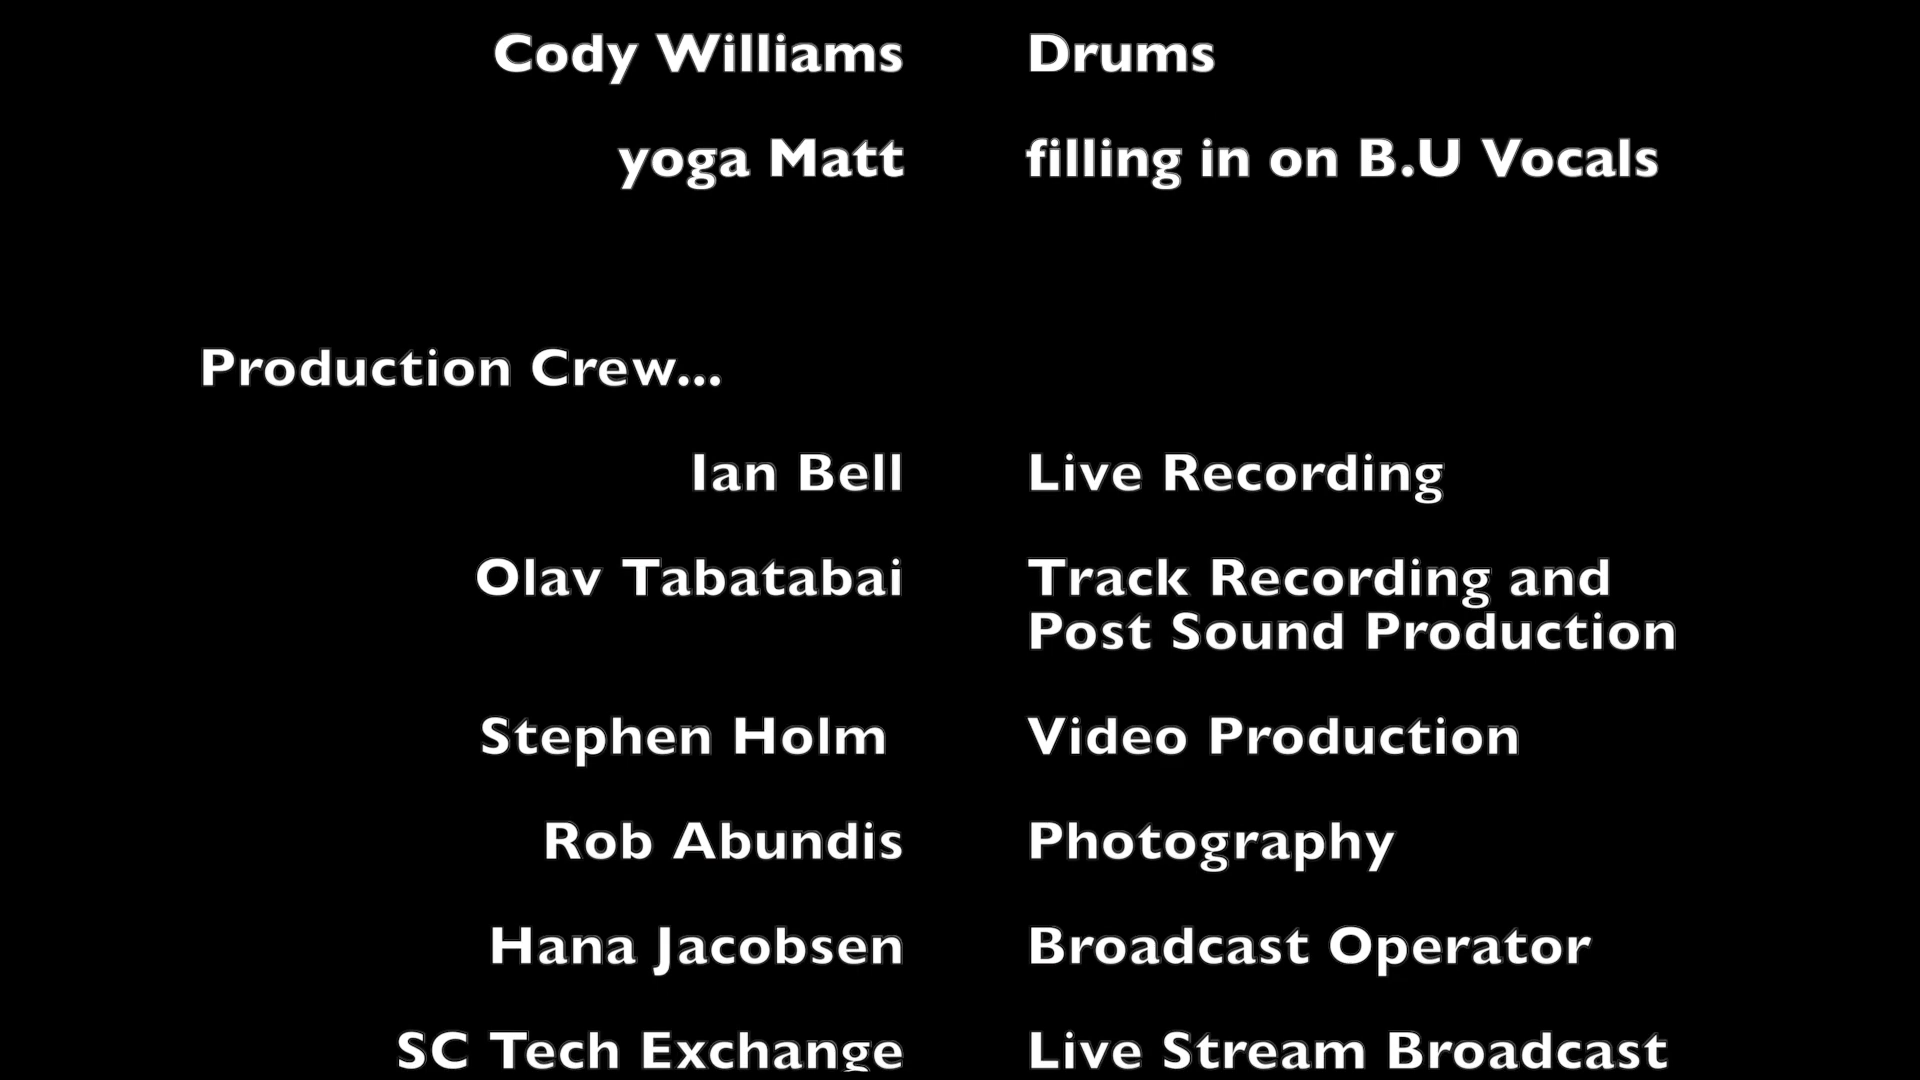 Cody Williams Drums
yoga Matt filling in on B.U Vocals
Production Crew...
Ian Bell Live Recording
Olav Tabatabai Track Recording and
Post Sound Production
Stephen Holm Video Production
Rob Abundis Photography
Hana Jacobsen Broadcast Operator
SC Tech Exchange Live Stream Broadcast